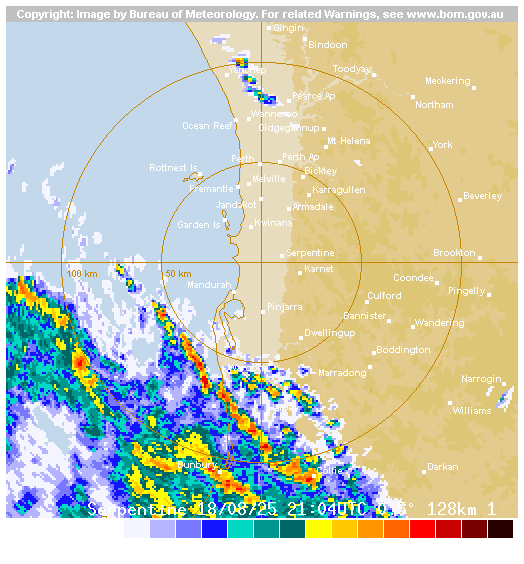 Copyright: Image by Bureau of Meteorology. For related Warnings, see www.bom.gov.au
Gingin
Bindoon
Yanchep
Toodyay
Meckering
Pearce Ap
Northam
Wanneroo
Ocean Reef
Gidgegannup
Mt Helena
York
Perth
Perth Ap
Rottnest Is
Bickley
Melville
Fremantle
Karragullen
Beverley
Jandakot
Armadale
Garden Is
Kwinana
Serpentine
Brookton
100 km
50 km
Karnet
Coondee
Mandurah
Pingelly
Culford
Pinjarra
Bannister
Wandering
Dwellingup
Boddington
Marradong
Narrogin
Williams
Bunbury
Collie
Darkan
Serpentine 18/08/25 21:04UTC 128km 1